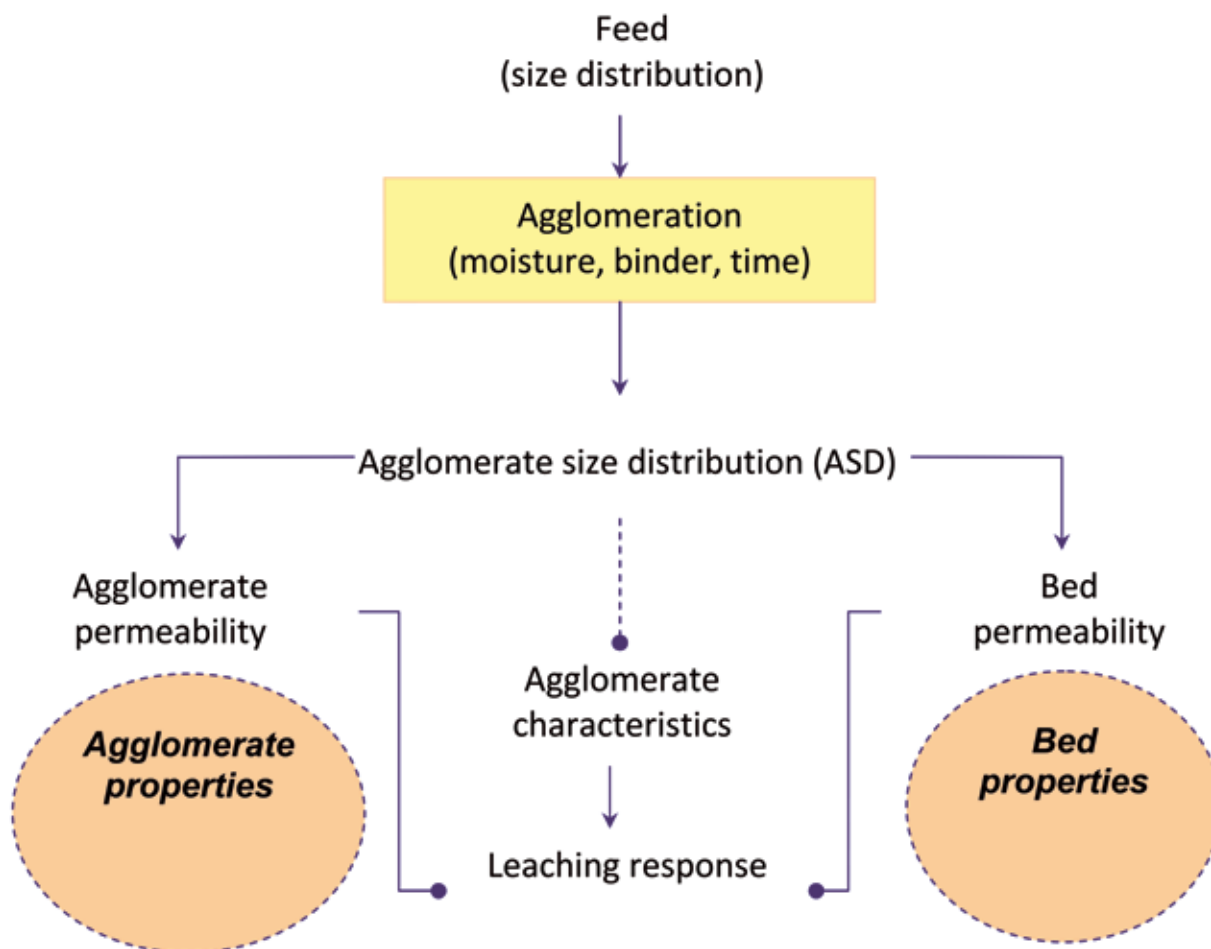 Feed
(size distribution)
Agglomeration
(moisture, binder, time)
Agglomerate size distribution (ASD)
Agglomerate
permeability
Bed
permeability
Agglomerate
characteristics
Agglomerate
properties
Bed
properties
Leaching response